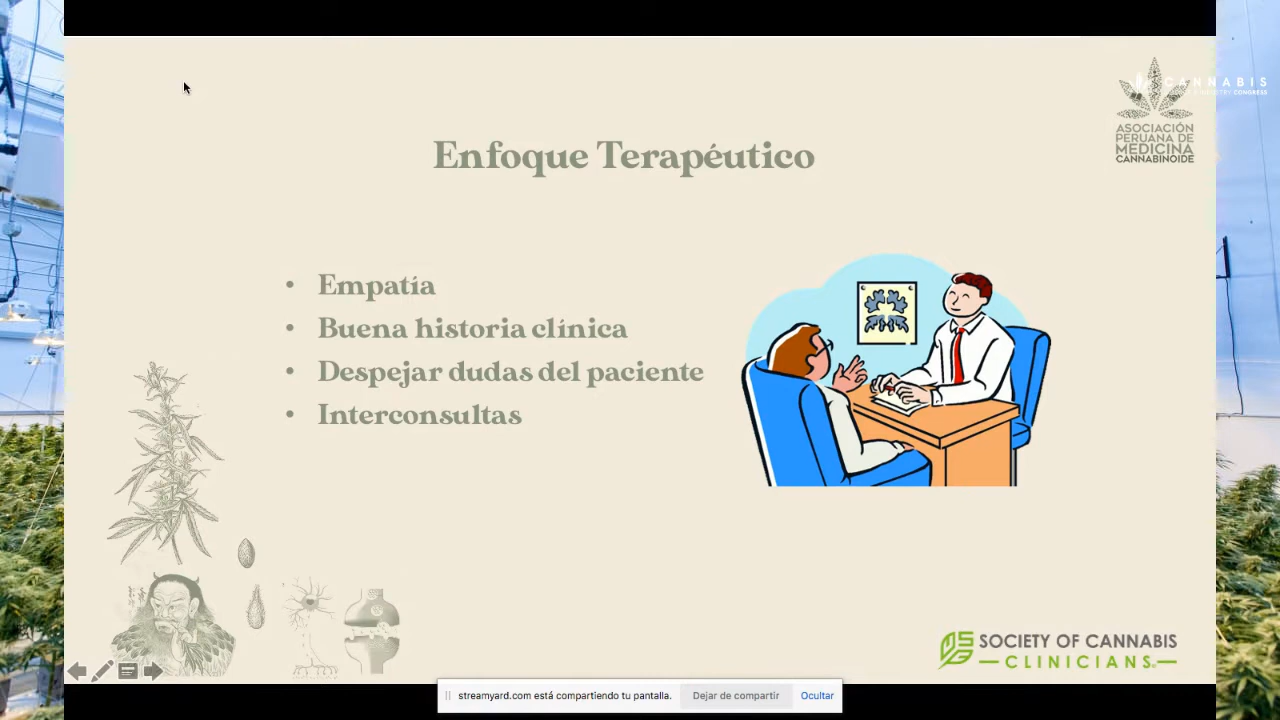 CANNABIS
CONGRESS
ASOCIACIÓN
PERUANA DE
MEDICINA
CANNABINOIDE
Enfoque Terapéutico
• Empatía
• Buena historia clínica
• Despejar dudas del paciente
• Interconsultas
SOCIETY OF CANNABIS
CLINICIANS
streamyard.com está compartiendo tu pantalla.
Dejar de compartir
Ocultar